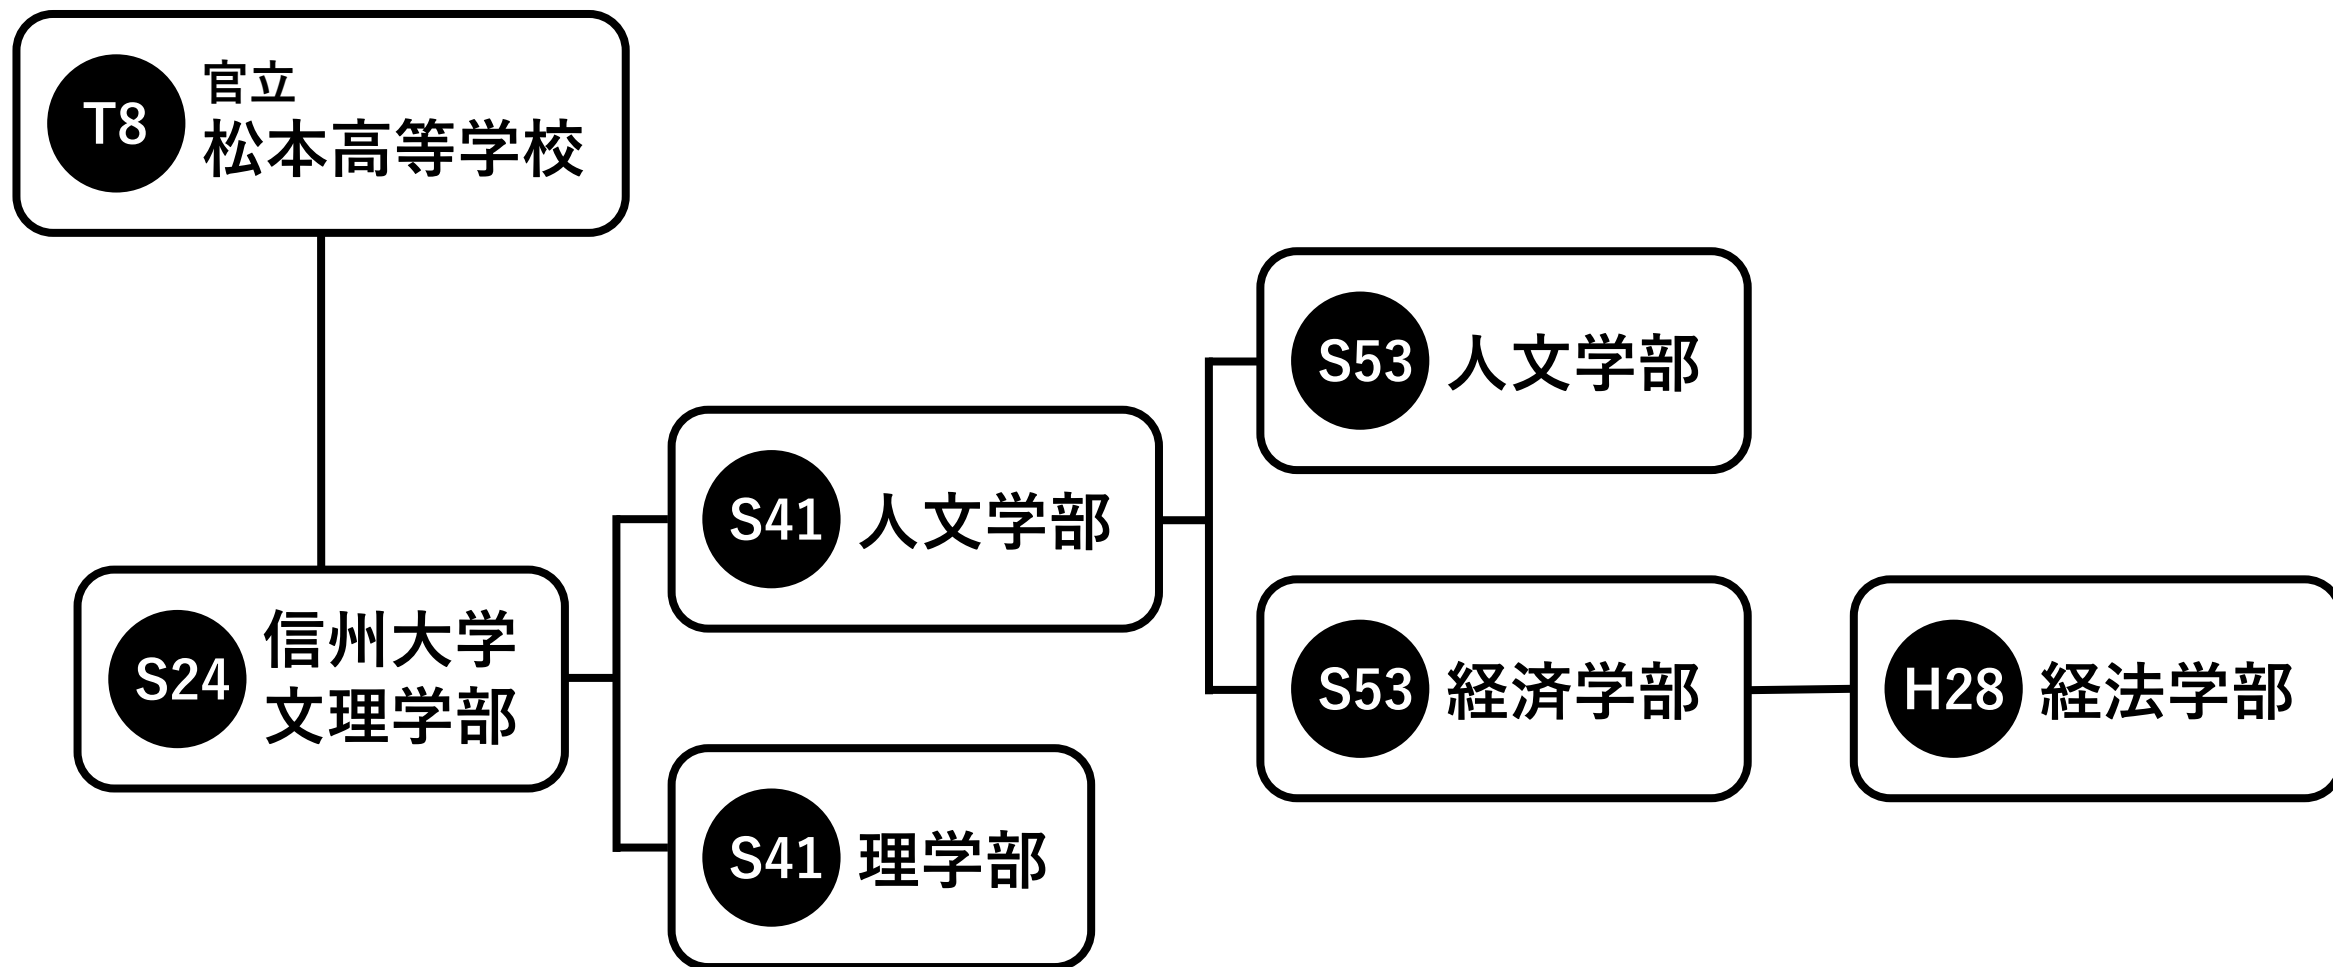 T8
官立
松本高等学校
S24
信州大学
文理学部
S41
人文学部
S41
理学部
S53
人文学部
S53
経済学部
H28
経法学部